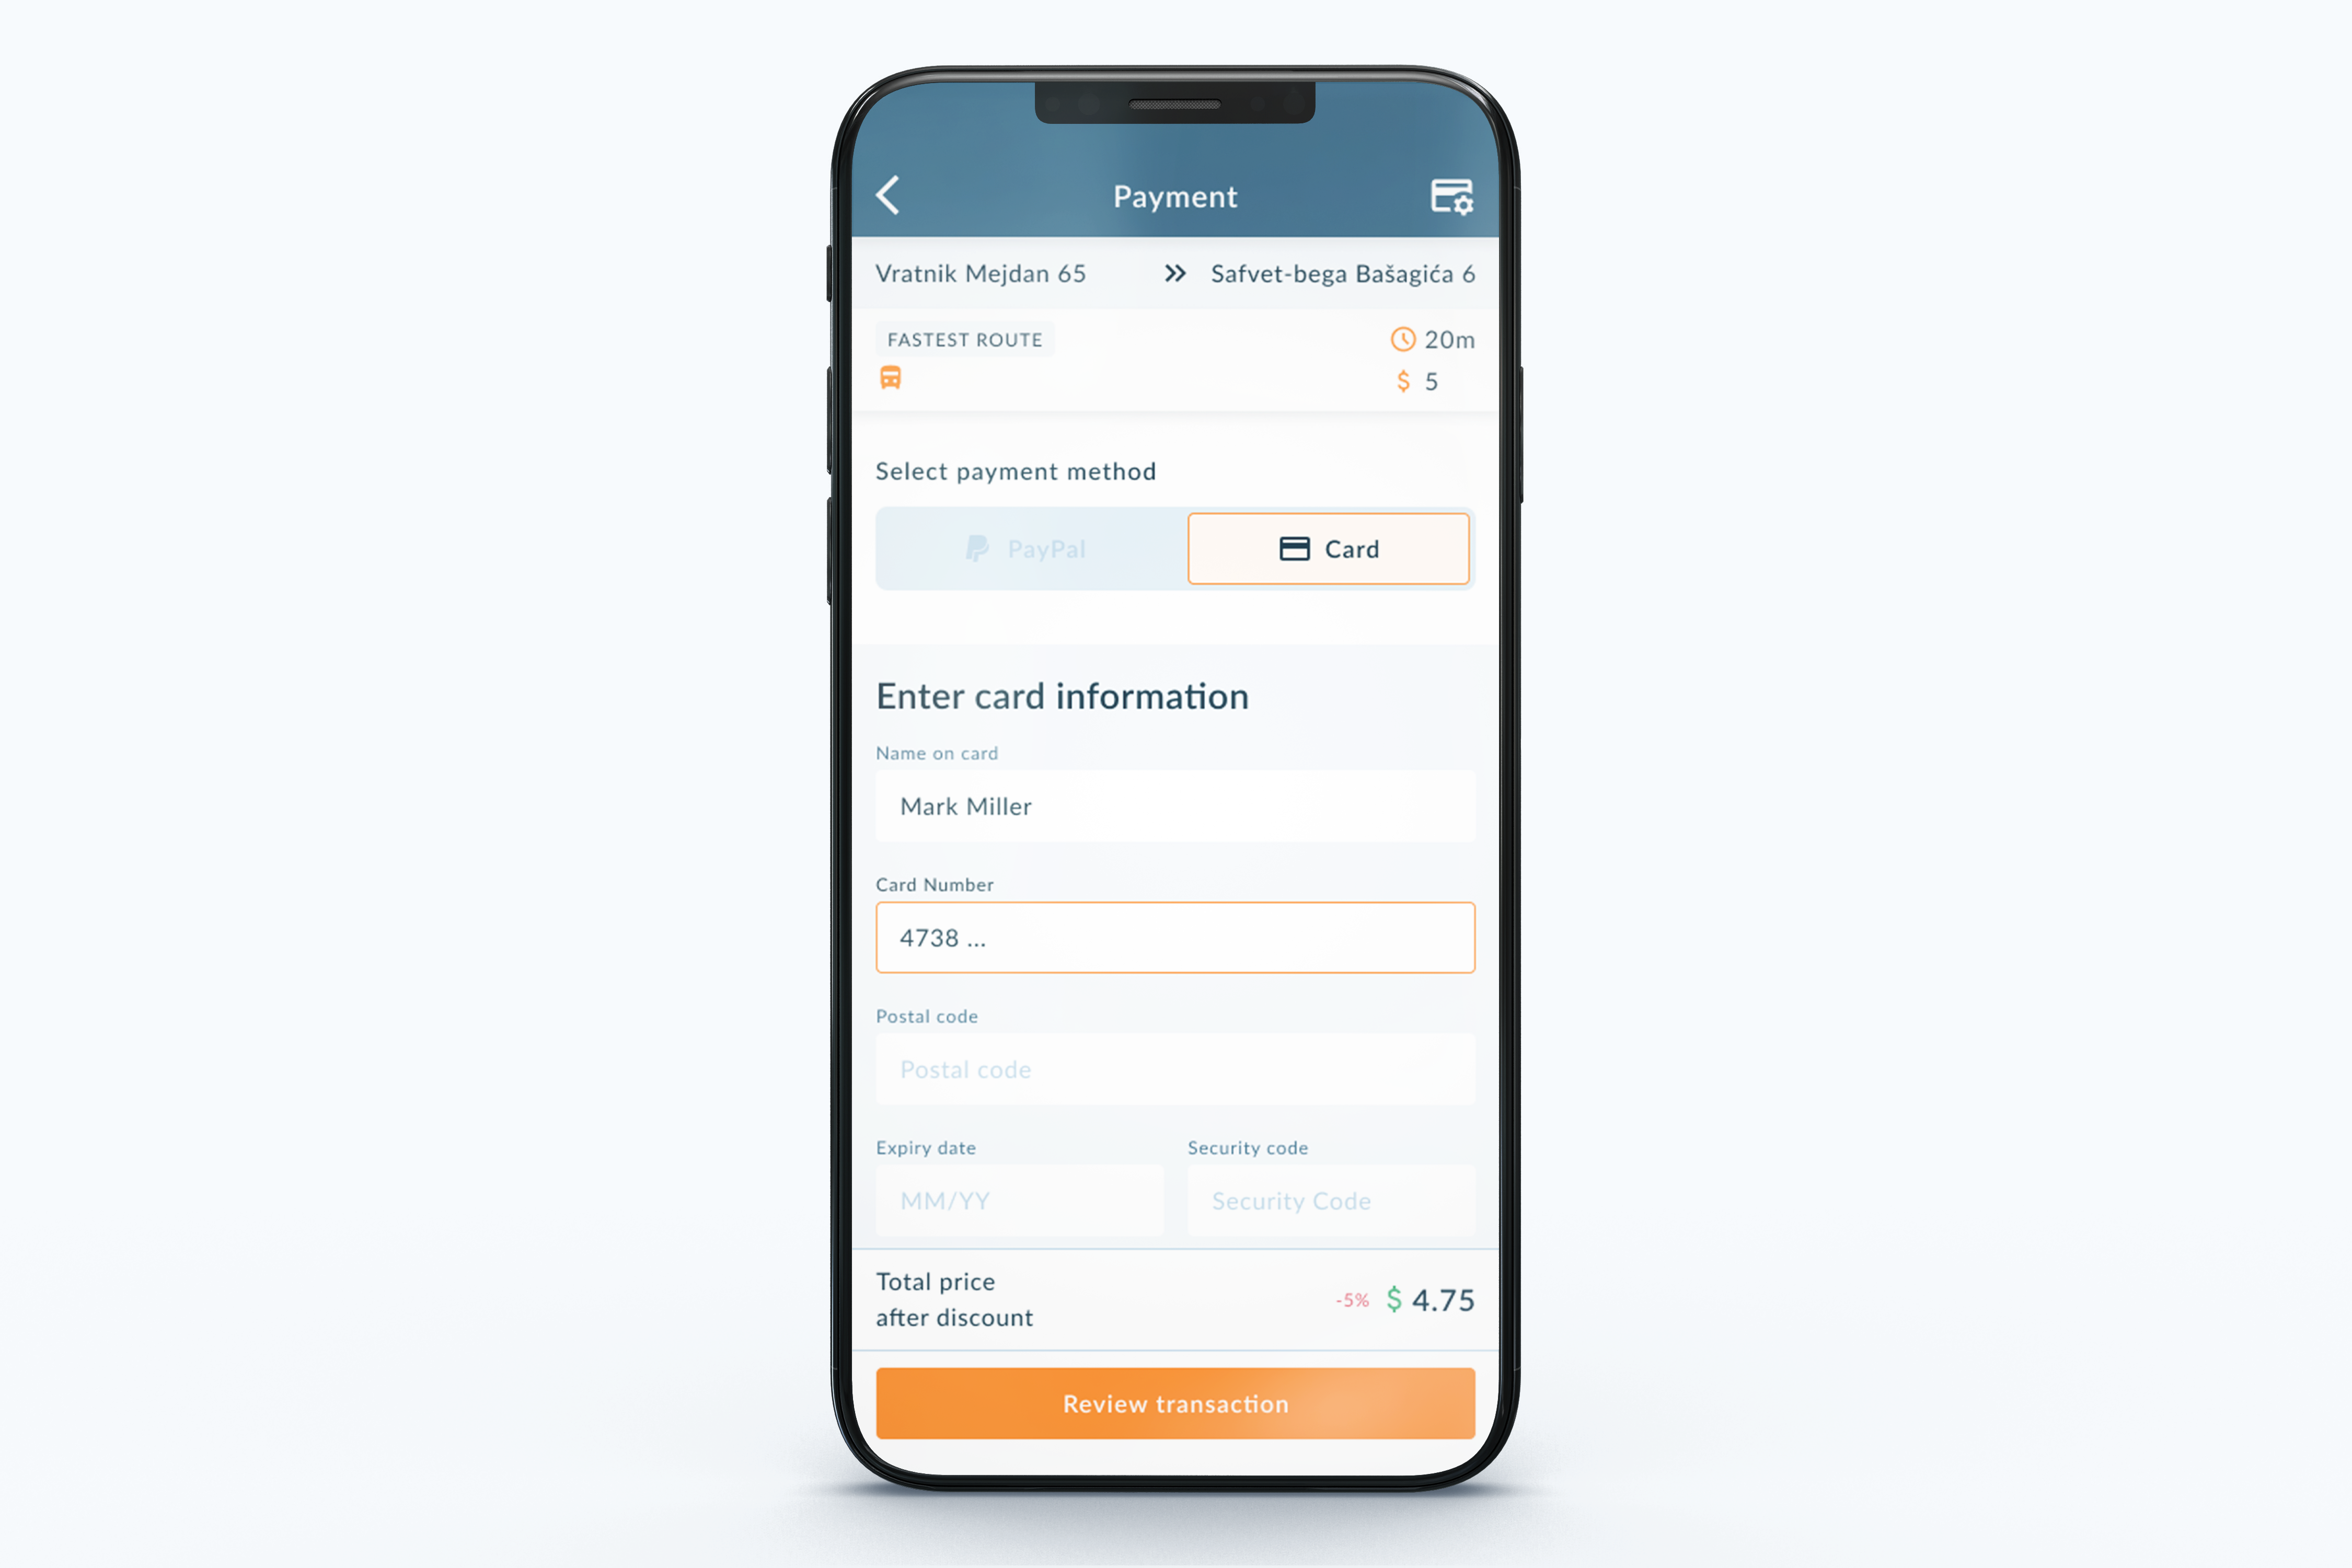 Payment
Vratnik Mejdan 65 » Safvet-bega Bašagića 6
FASTEST ROUTE 20m
$ 5
Select payment method
PayPal Card
Enter card information
Name on card
Mark Miller
Card Number
4738 ...
Postal code
Postal code
Expiry date Security code
MM/YY Security Code
Total price
after discount -5% $ 4.75
Review transaction